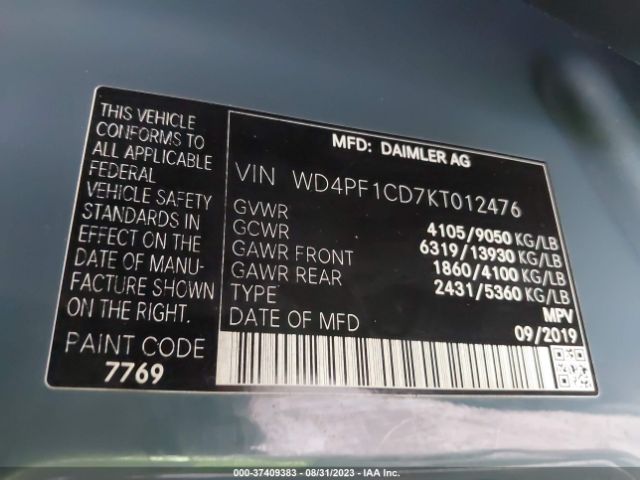 THIS VEHICLE
CONFORMS TO
ALL APPLICABLE
FEDERAL
VEHICLE SAFETY
STANDARDS IN
EFFECT ON THE
DATE OF MANU-
FACTURE SHOWN
ON THE RIGHT.
PAINT CODE
7769
MFD: DAIMLER AG
VIN WD4PF1CD7KT012476
GVWR 4105/9050 KG/LB
GCWR 6319/13930 KG/LB
GAWR FRONT 1860/4100 KG/LB
GAWR REAR 2431/5360 KG/LB
TYPE MPV
DATE OF MFD 09/2019
000-37409383 - 08/31/2023 - IAA Inc.